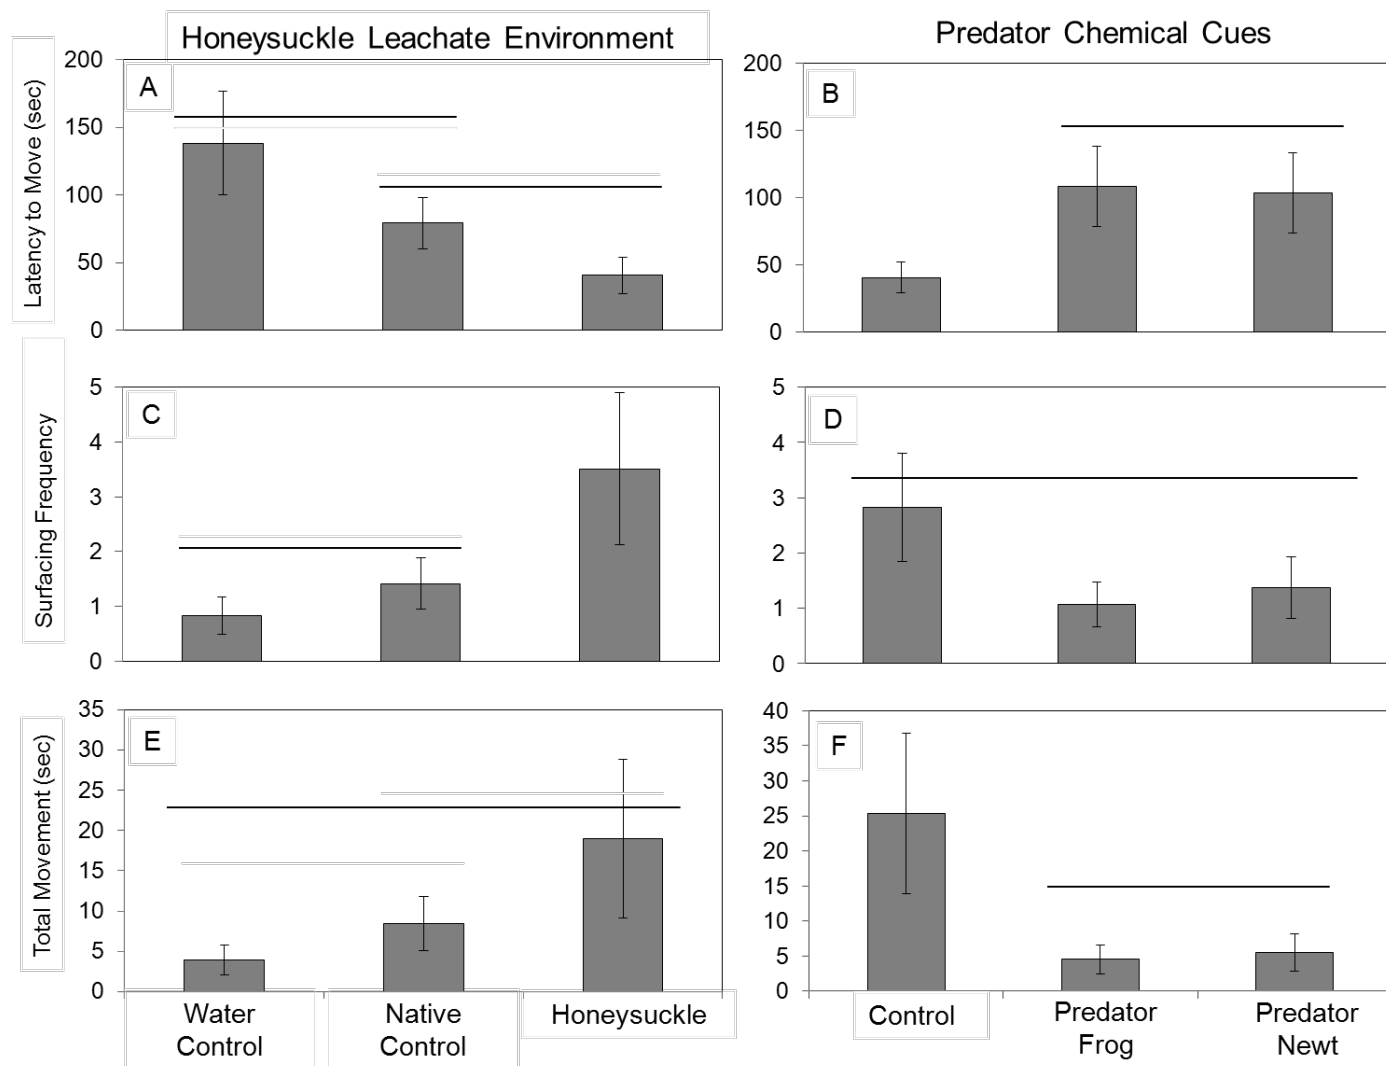 Honeysuckle Leachate Environment
Predator Chemical Cues
Latency to Move (sec)
200
150
100
50
0
A
200
150
100
50
0
B
Surfacing Frequency
5
4
3
2
1
0
C
5
4
3
2
1
0
D
Total Movement (sec)
35
30
25
20
15
10
5
0
E
40
35
30
25
20
15
10
5
0
F
Water
Control
Native
Control
Honeysuckle
Control
Predator
Frog
Predator
Newt